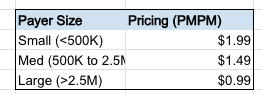 Payer Size Pricing (PMPM)
Small (<500K) $1.99
Med (500K to 2.5M $1.49
Large (>2.5M) $0.99